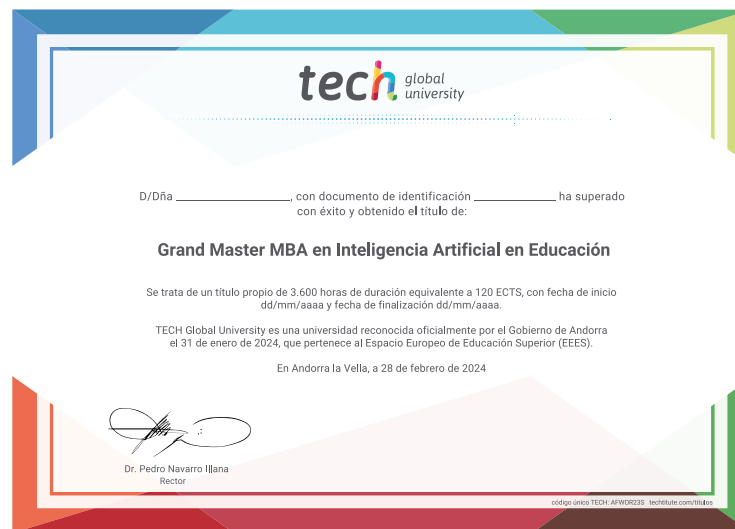 tech global
university
D/Dña ____________________, con documento de identificación ______________ ha superado
con éxito y obtenido el título de:
Grand Master MBA en Inteligencia Artificial en Educación
Se trata de un título propio de 3.600 horas de duración equivalente a 120 ECTS, con fecha de inicio
dd/mm/aaaa y fecha de finalización dd/mm/aaaa.
TECH Global University es una universidad reconocida oficialmente por el Gobierno de Andorra
el 31 de enero de 2024, que pertenece al Espacio Europeo de Educación Superior (EEES).
En Andorra la Vella, a 28 de febrero de 2024
Dr. Pedro Navarro Illana
Rector
código único TECH: AFWOR23S techtitute.com/titulos